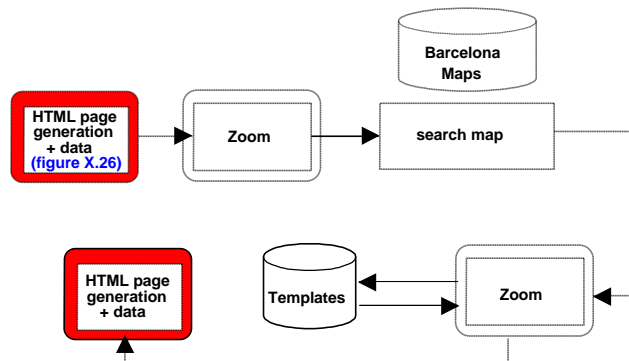 Barcelona
Maps
HTML page
generation
+ data
(figure X.26)
Zoom
search map
HTML page
generation
+ data
Templates
Zoom